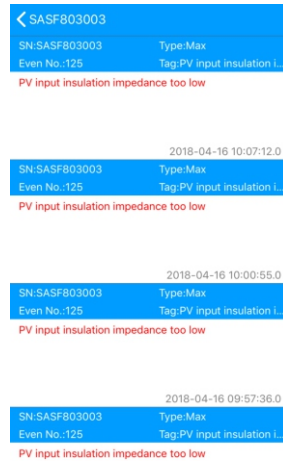 SASF803003
SN:SASF803003 Type:Max
Even No.:125 Tag:PV input insulation i...
PV input insulation impedance too low
2018-04-16 10:07:12.0
SN:SASF803003 Type:Max
Even No.:125 Tag:PV input insulation i...
PV input insulation impedance too low
2018-04-16 10:00:55.0
SN:SASF803003 Type:Max
Even No.:125 Tag:PV input insulation i...
PV input insulation impedance too low
2018-04-16 09:57:36.0
SN:SASF803003 Type:Max
Even No.:125 Tag:PV input insulation i...
PV input insulation impedance too low